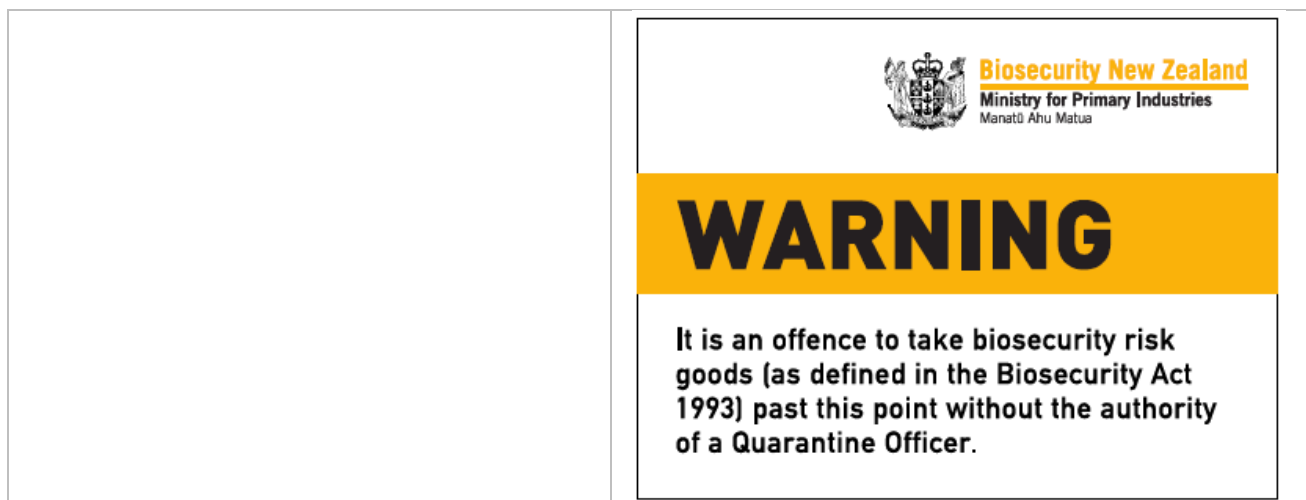 Biosecurity New Zealand
Ministry for Primary Industries
Manatū Ahu Matua
WARNING
It is an offence to take biosecurity risk
goods (as defined in the Biosecurity Act
1993) past this point without the authority
of a Quarantine Officer.